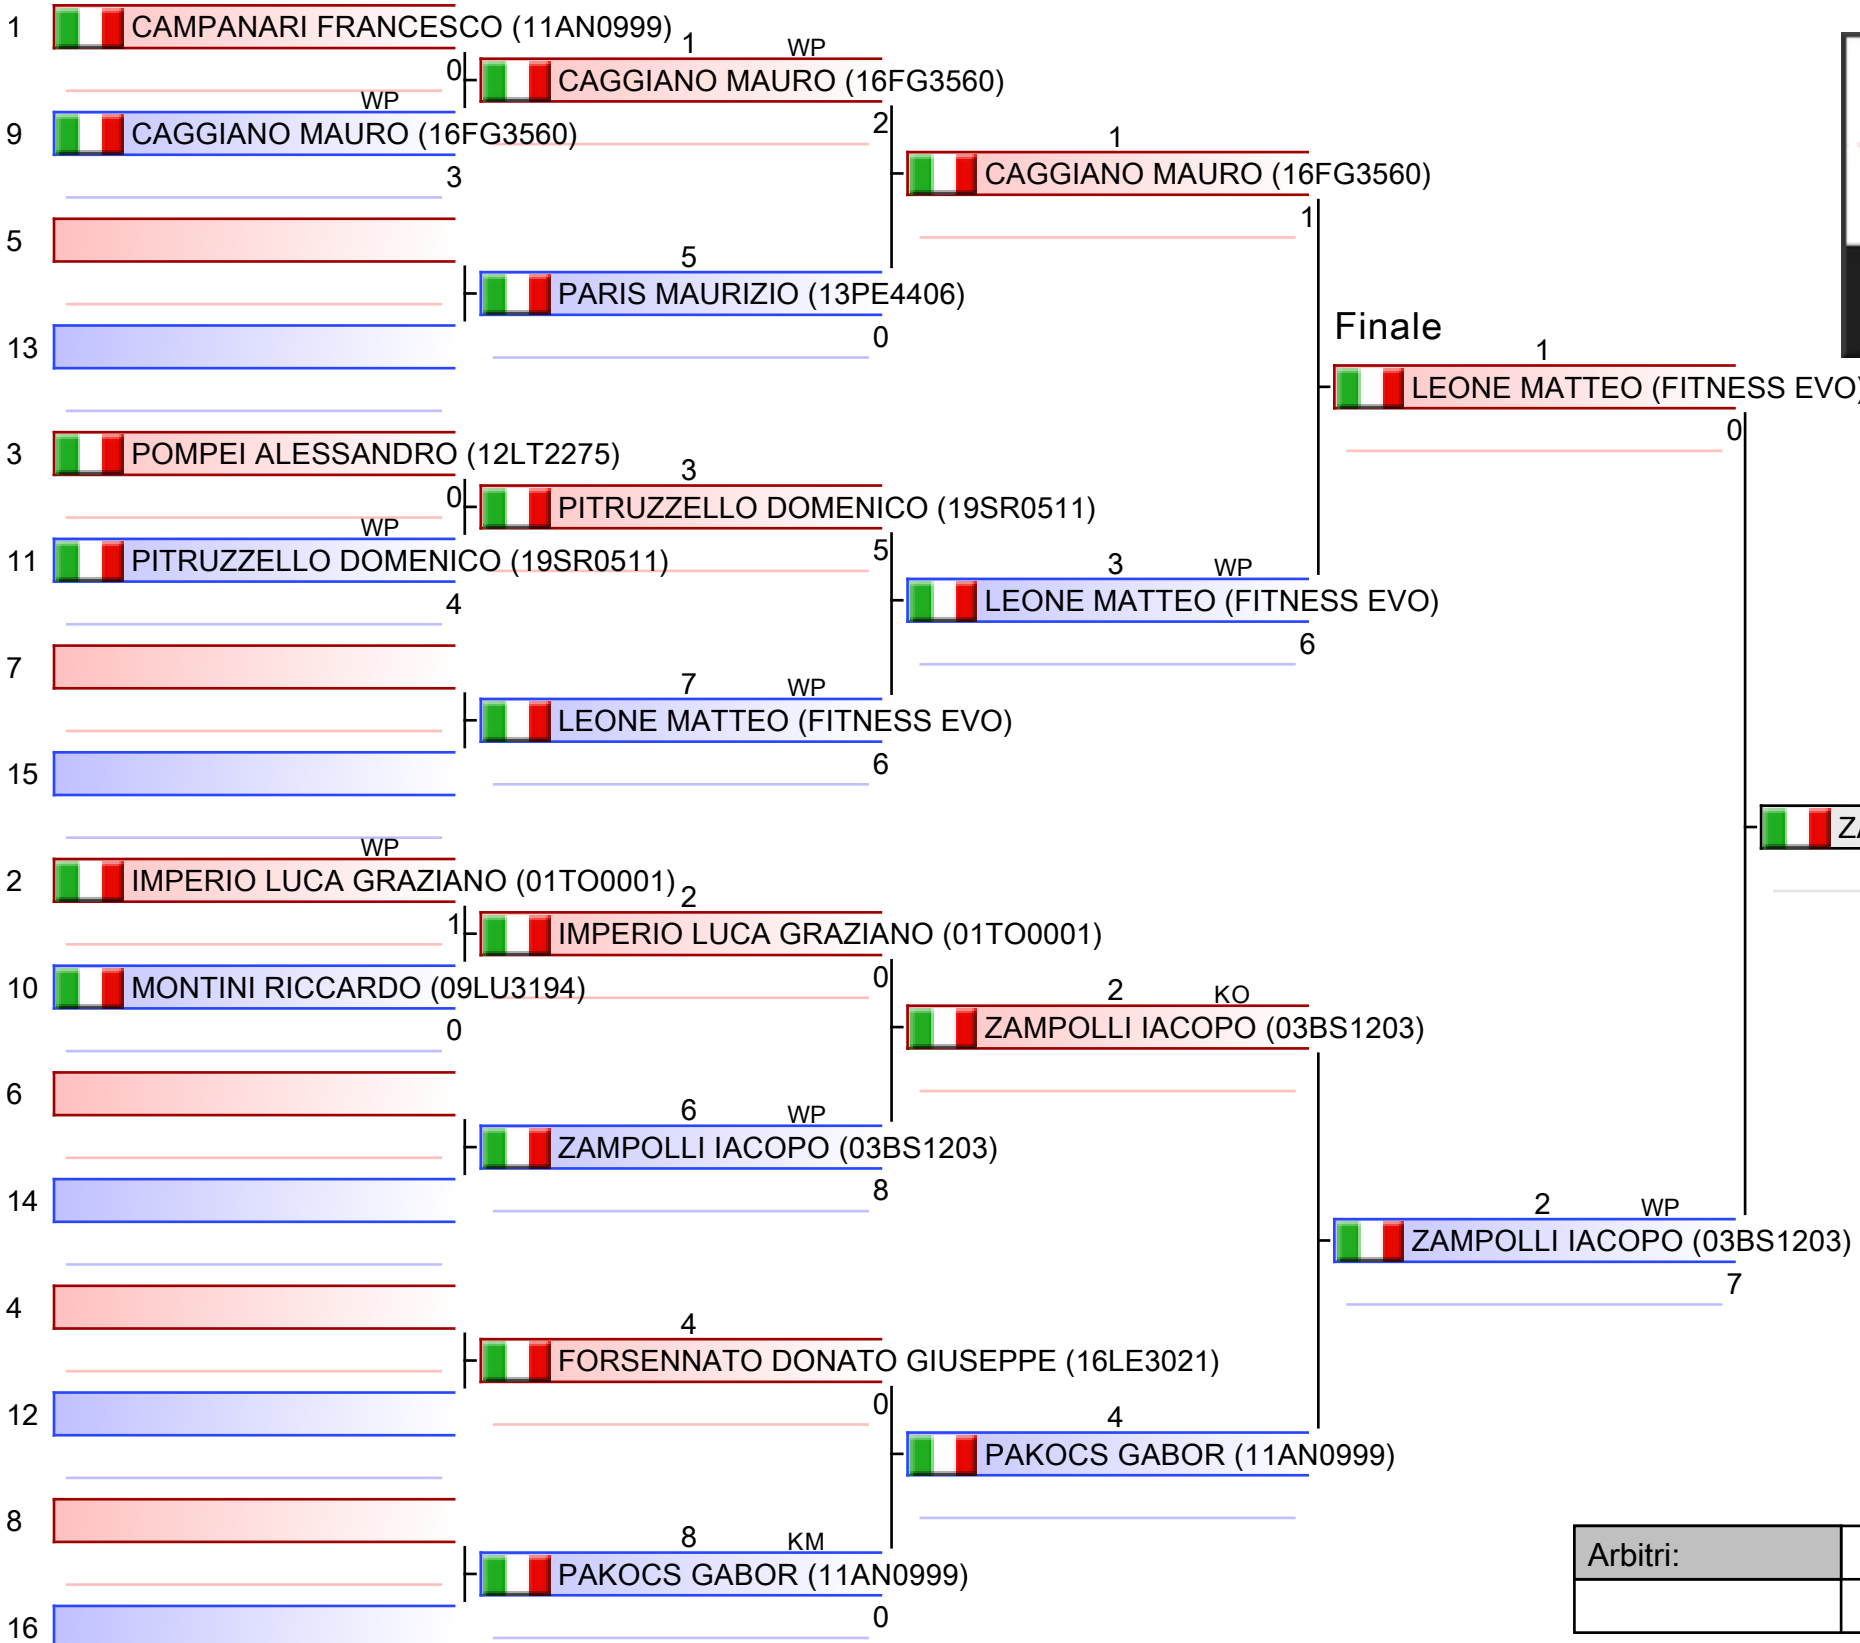 1 CAMPANARI FRANCESCO (11AN0999)
1 WP
0 CAGGIANO MAURO (16FG3560)
WP
9 CAGGIANO MAURO (16FG3560)
2
1
3
CAGGIANO MAURO (16FG3560)
1
5
5
PARIS MAURIZIO (13PE4406)
0
13
Finale
1
LEONE MATTEO (FITNESS EVO)
0
3 POMPEI ALESSANDRO (12LT2275)
3
0 PITRUZZELLO DOMENICO (19SR0511)
WP
11 PITRUZZELLO DOMENICO (19SR0511)
5
3 WP
4
LEONE MATTEO (FITNESS EVO)
6
7
7 WP
LEONE MATTEO (FITNESS EVO)
6
15
ZA
WP
2 IMPERIO LUCA GRAZIANO (01TO0001)
2
1 IMPERIO LUCA GRAZIANO (01TO0001)
10 MONTINI RICCARDO (09LU3194)
0
2 KO
0
ZAMPOLLI IACOPO (03BS1203)
6
6 WP
ZAMPOLLI IACOPO (03BS1203)
8
14
2 WP
ZAMPOLLI IACOPO (03BS1203)
7
4
4
FORSENNATO DONATO GIUSEPPE (16LE3021)
0
12
4
PAKOCS GABOR (11AN0999)
8
8 KM
PAKOCS GABOR (11AN0999)
0
16
Arbitri: